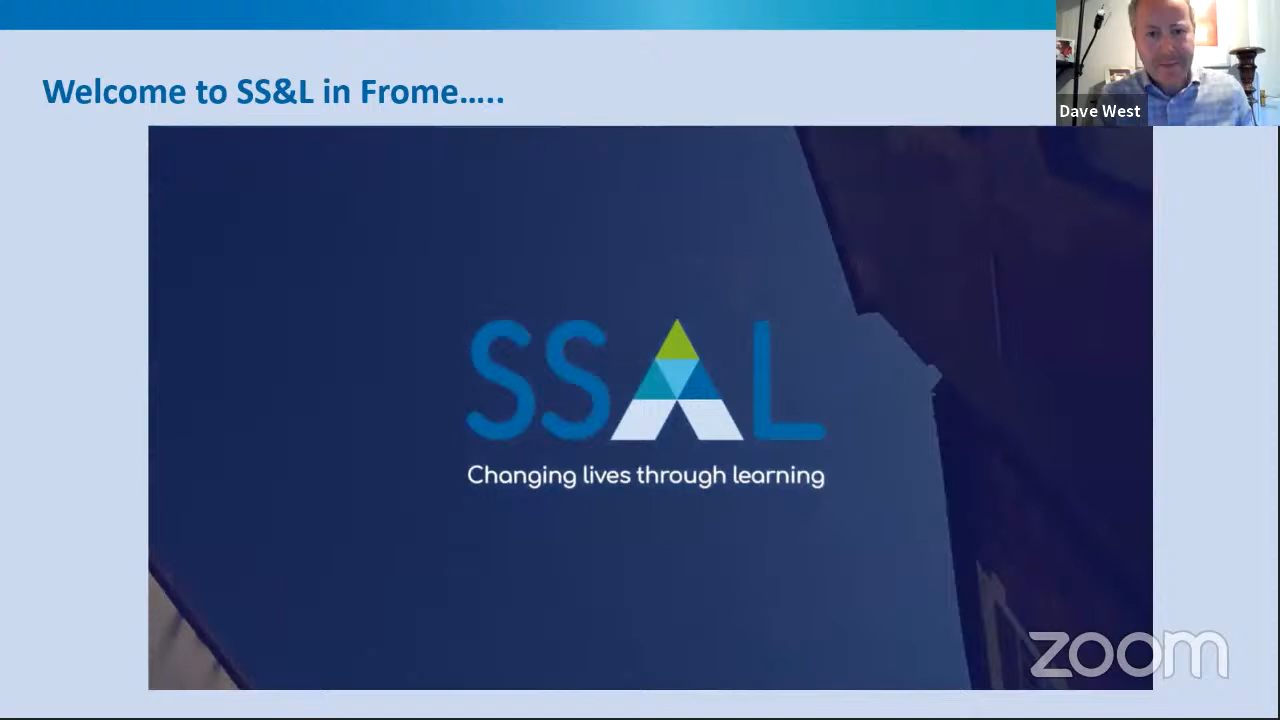 Welcome to SS&L in Frome.....
Dave West
SSAL
Changing lives through learning
zoom